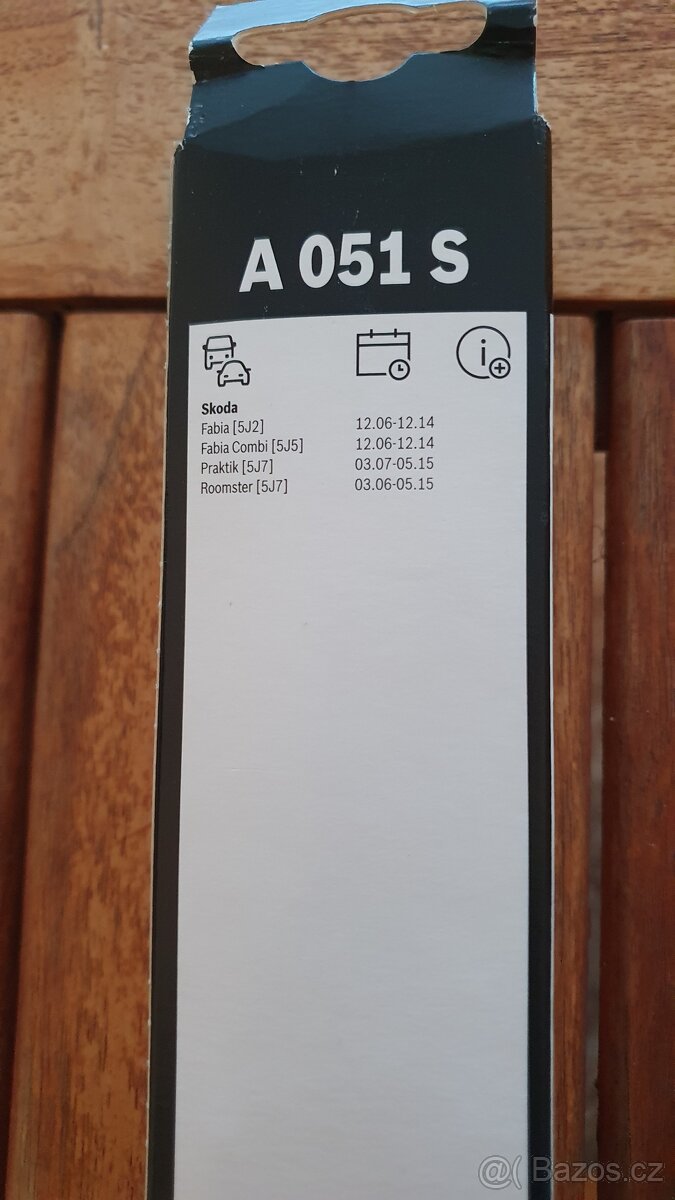 A 051 S
Skoda
Fabia [5J2] 12.06-12.14
Fabia Combi [5J5] 12.06-12.14
Praktik [5J7] 03.07-05.15
Roomster [5J7] 03.06-05.15
@( Bazos.cz